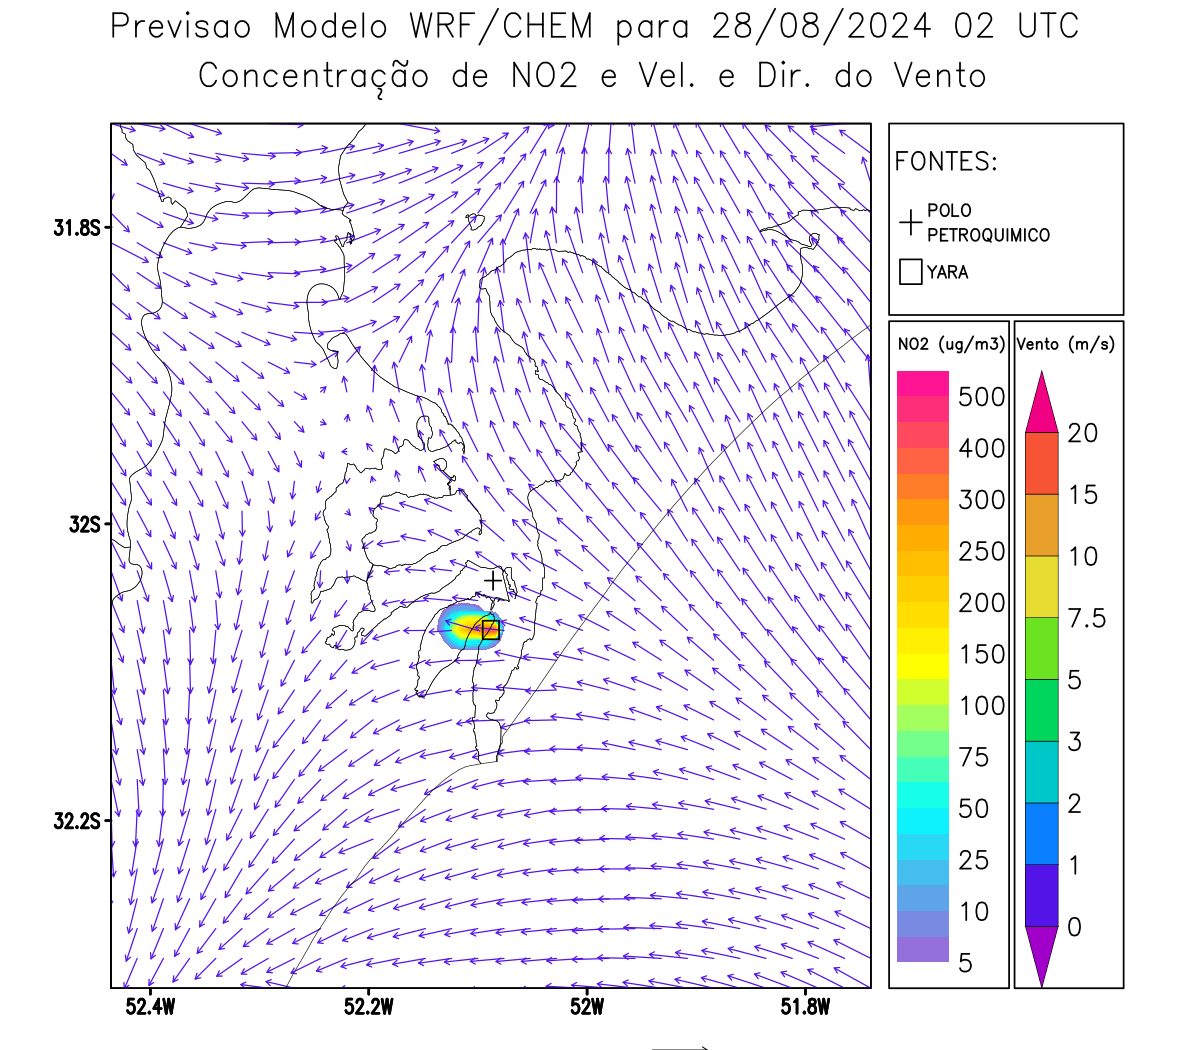 Previsao Modelo WRF/CHEM para 28/08/2024 02 UTC
Concentração de NO2 e Vel. e Dir. do Vento
FONTES:
POLO
PETROQUIMICO
YARA
31.8S
32S
32.2S
52.4W
52.2W
52W
51.8W
NO2 (ug/m3)
500
400
300
250
200
150
100
75
50
25
10
5
Vento (m/s)
20
15
10
7.5
5
3
2
1
0